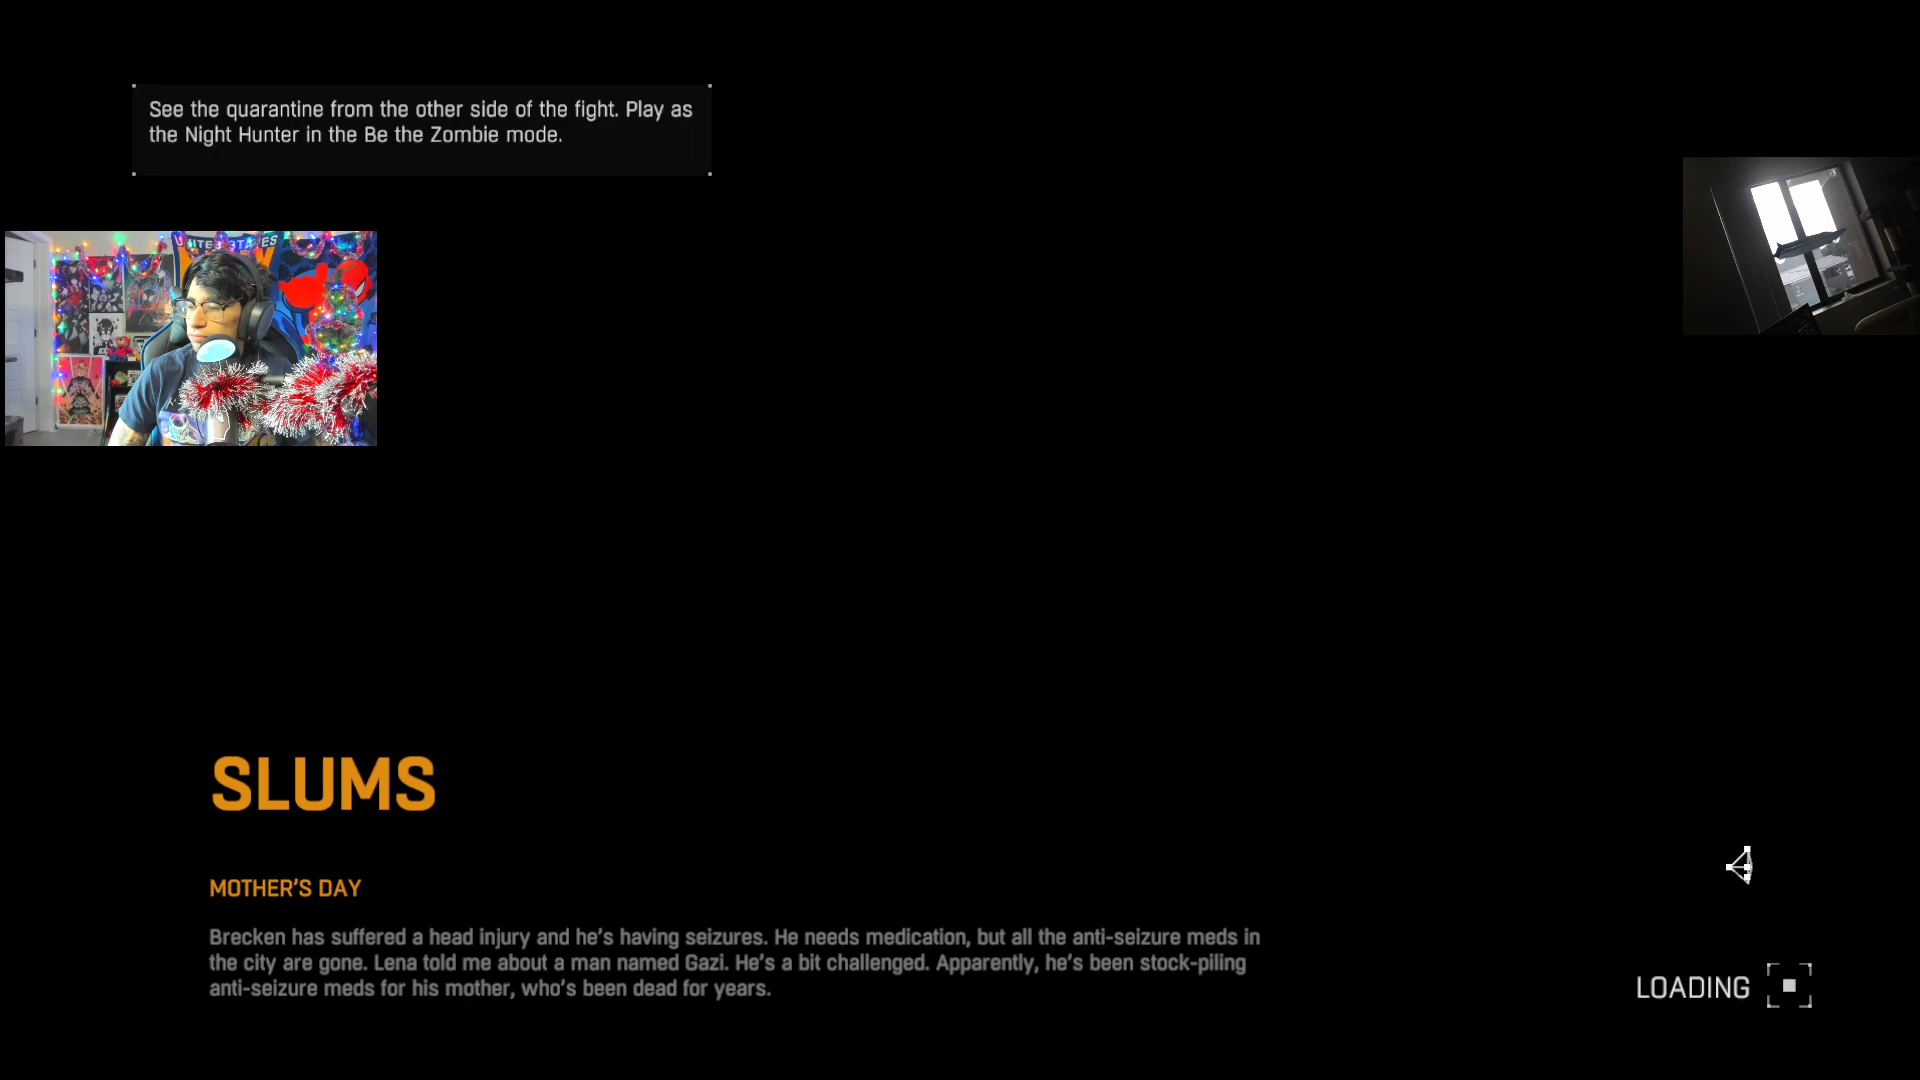 See the quarantine from the other side of the fight. Play as
the Night Hunter in the Be the Zombie mode.
UNITED STATES
SLUMS
MOTHER'S DAY
Brecken has suffered a head injury and he's having seizures. He needs medication, but all the anti-seizure meds in
the city are gone. Lena told me about a man named Gazi. He's a bit challenged. Apparently, he's been stock-piling
anti-seizure meds for his mother, who's been dead for years.
LOADING